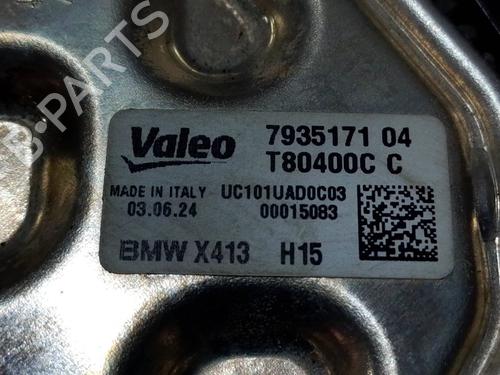 B-PARTS
Valeo 7935171 04
T80400C C
MADE IN ITALY UC101UAD0C03
03.06.24 00015083
BMW X413 H15